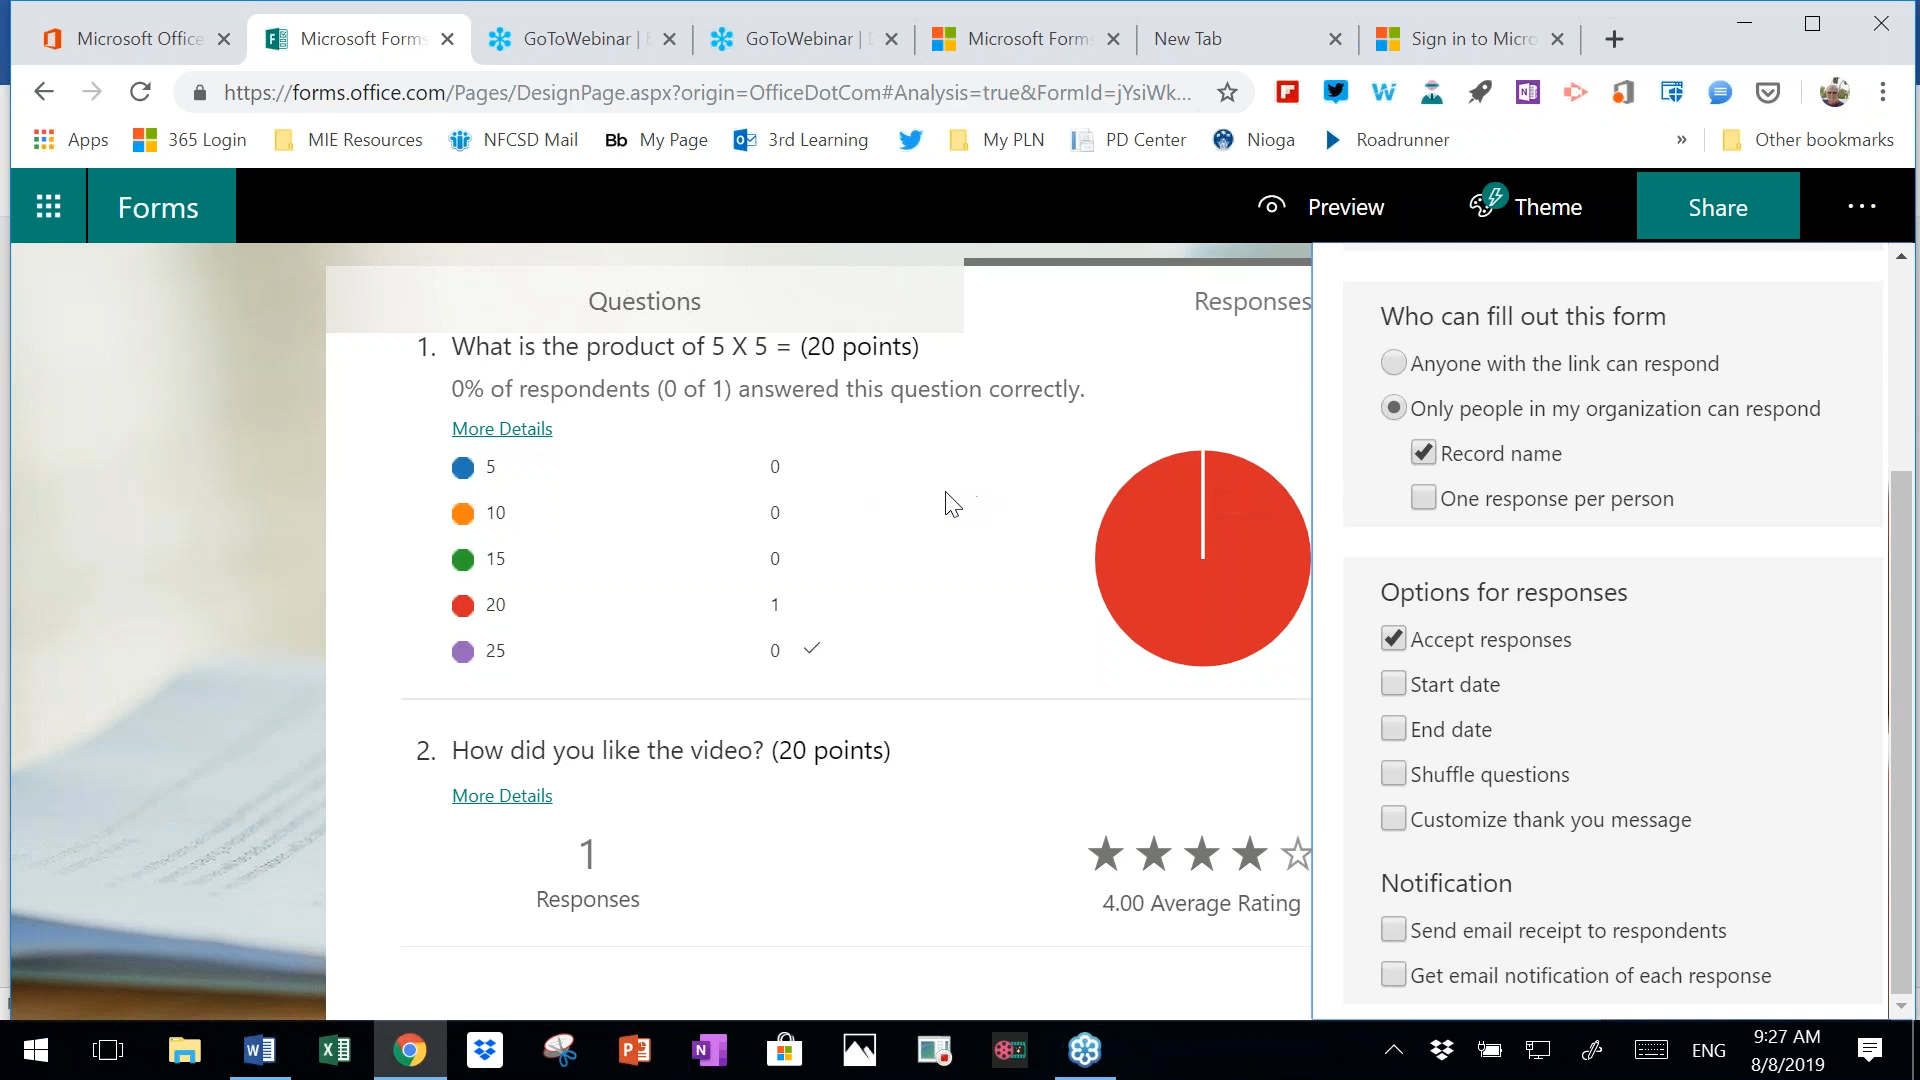 Microsoft Office
Microsoft Forms
GoToWebinar |
GoToWebinar |
Microsoft Forms
New Tab
Sign in to Micro
https://forms.office.com/Pages/DesignPage.aspx?origin=OfficeDotCom#Analysis=true&FormId=jYsiWk...
Apps
365 Login
MIE Resources
NFCSD Mail
Bb My Page
3rd Learning
My PLN
PD Center
Nioga
Roadrunner
»
Other bookmarks
Forms
Preview
Theme
Share
Questions
Responses
1. What is the product of 5 X 5 = (20 points)
0% of respondents (0 of 1) answered this question correctly.
More Details
5 0
10 0
15 0
20 1
25 0
2. How did you like the video? (20 points)
More Details
1
Responses
4.00 Average Rating
Who can fill out this form
Anyone with the link can respond
Only people in my organization can respond
Record name
One response per person
Options for responses
Accept responses
Start date
End date
Shuffle questions
Customize thank you message
Notification
Send email receipt to respondents
Get email notification of each response
ENG
9:27 AM
8/8/2019